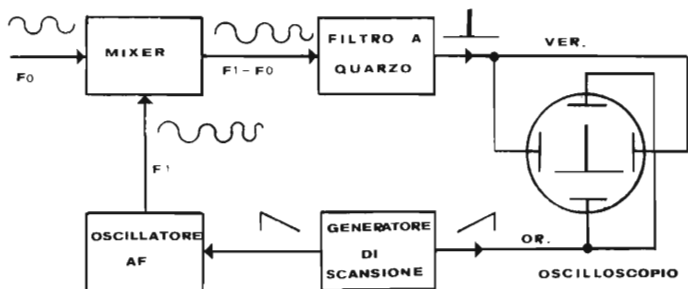 MIXER
FILTRO A
QUARZO
VER.
F0
F1-F0
F1
OSCILLATORE
AF
GENERATORE
DI
SCANSIONE
OR.
OSCILLOSCOPIO